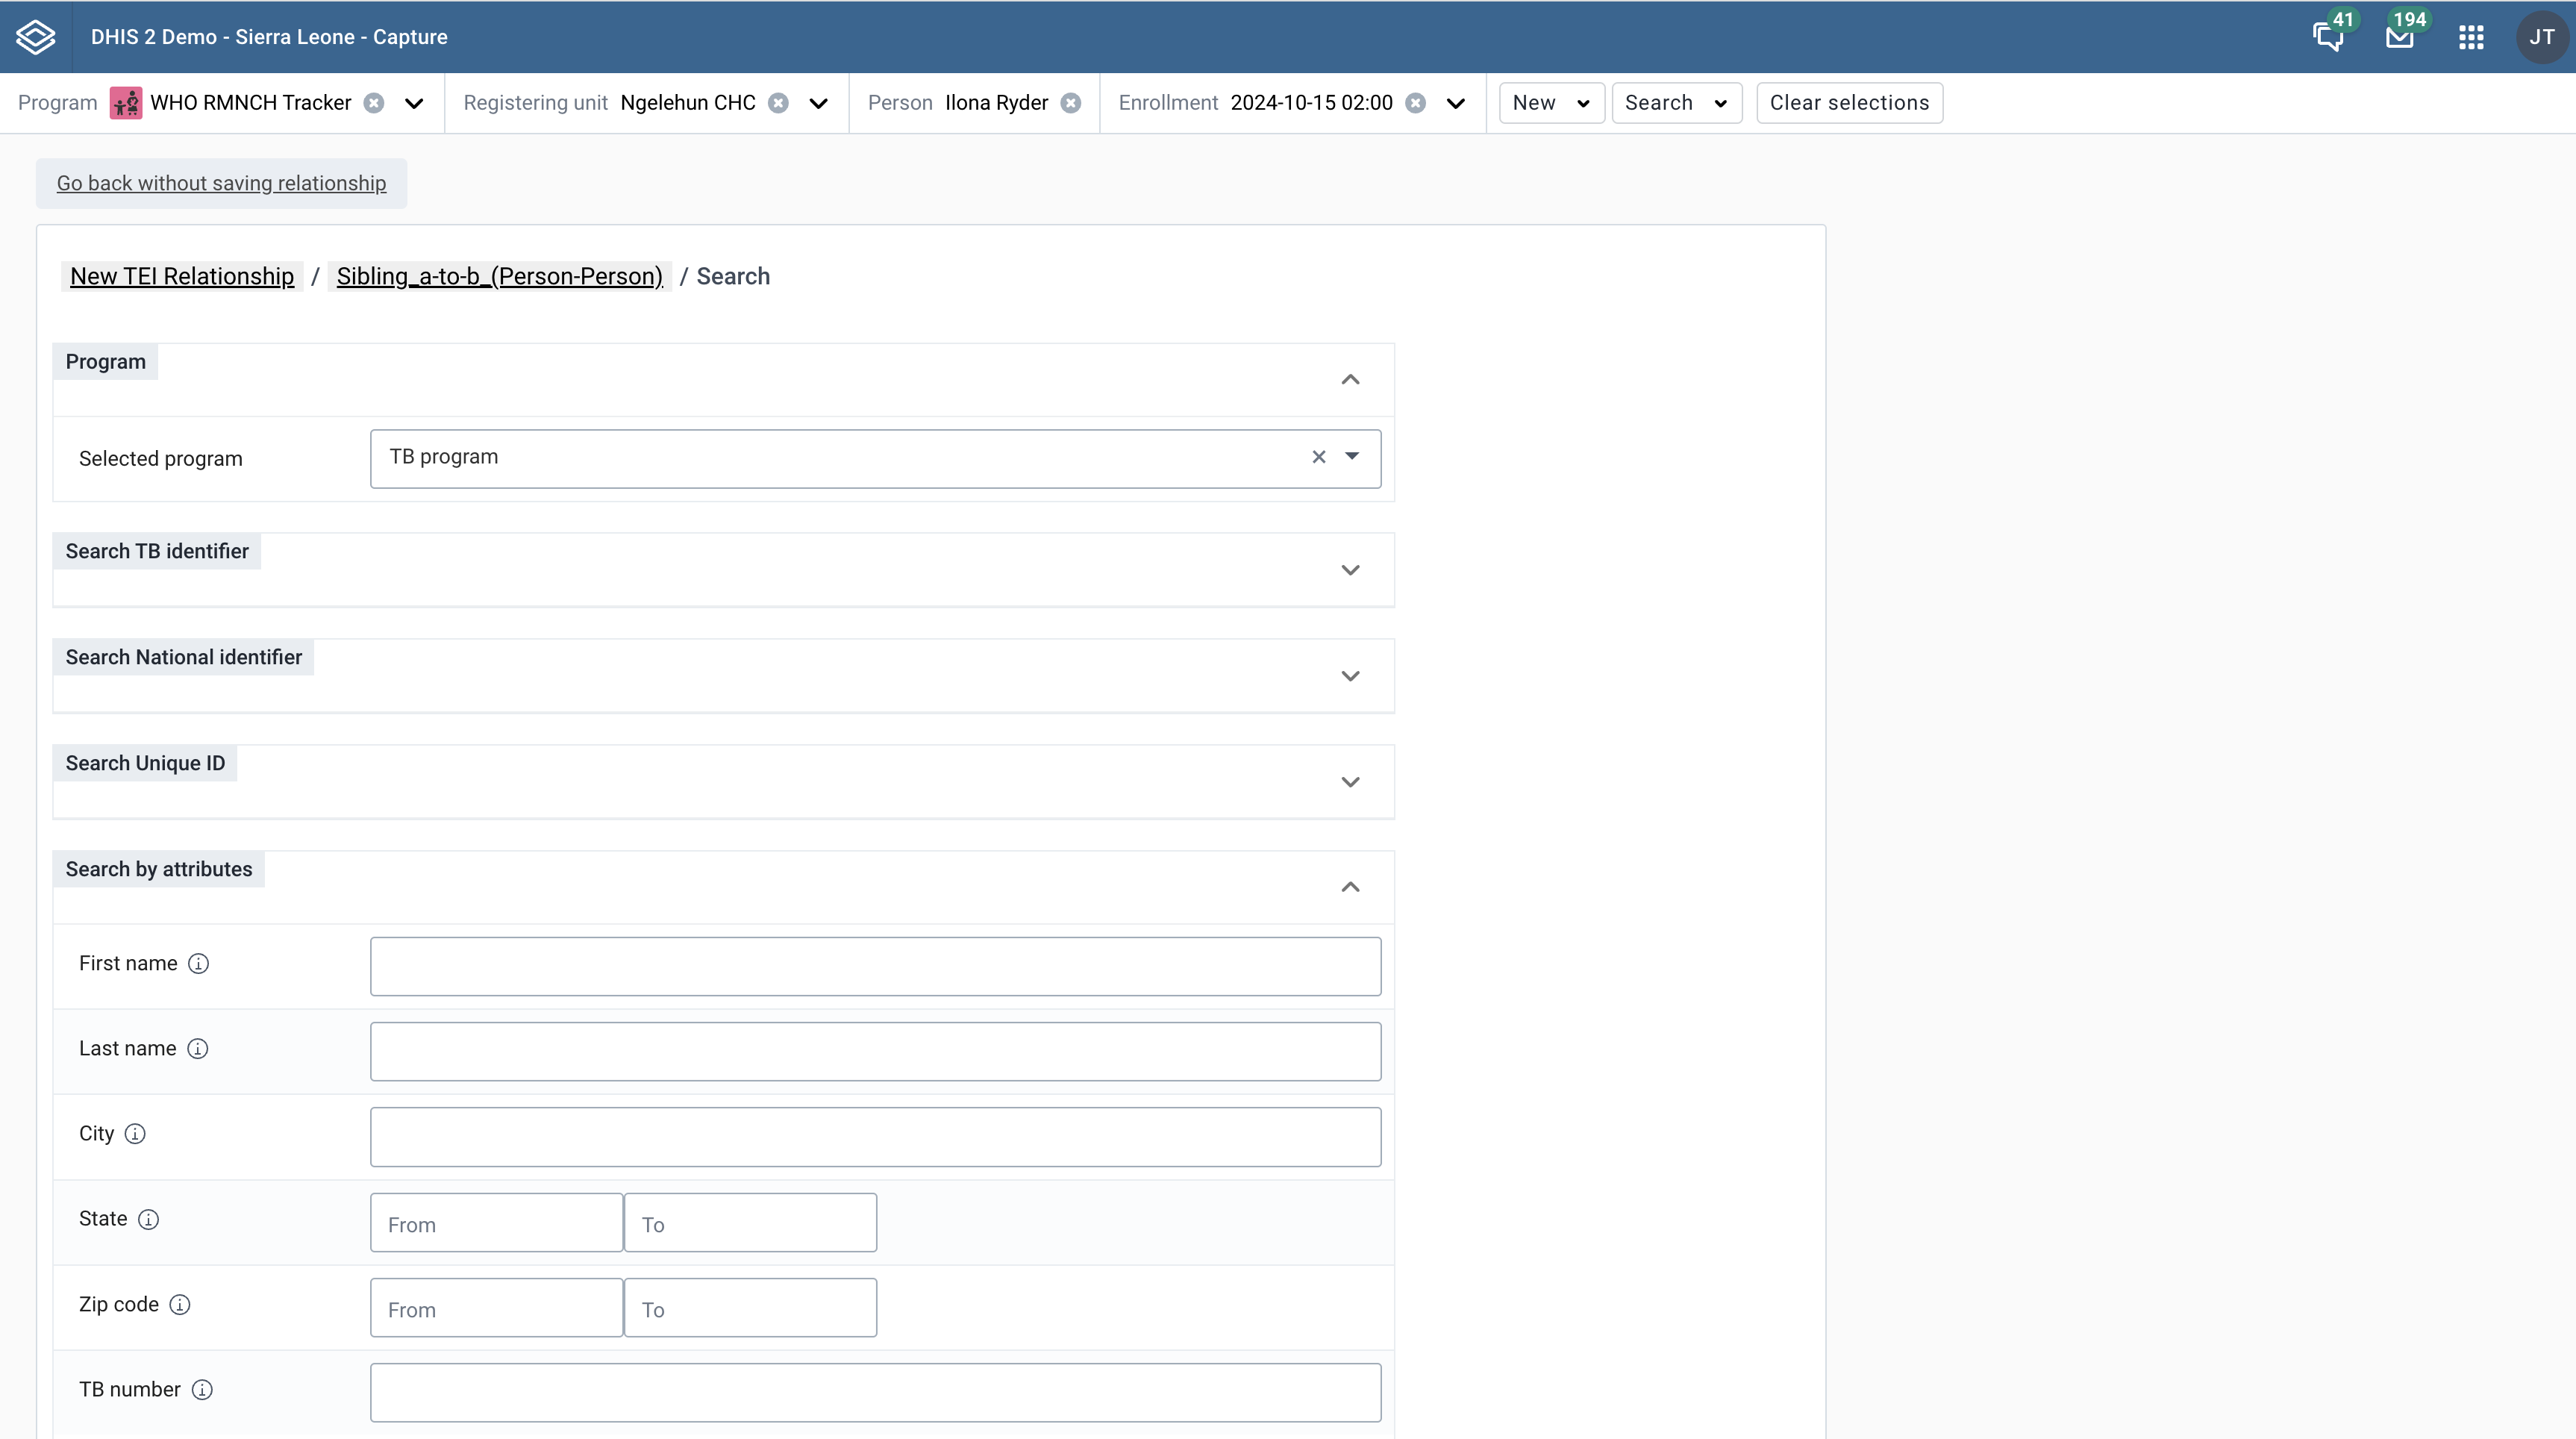 DHIS 2 Demo - Sierra Leone - Capture 41 194 JT
Program WHO RMNCH Tracker Registering unit Ngelehun CHC Person Ilona Ryder Enrollment 2024-10-15 02:00 New Search Clear selections
Go back without saving relationship
New TEI Relationship / Sibling_a-to-b_(Person-Person) / Search
Program
Selected program TB program
Search TB identifier
Search National identifier
Search Unique ID
Search by attributes
First name
Last name
City
State From To
Zip code From To
TB number